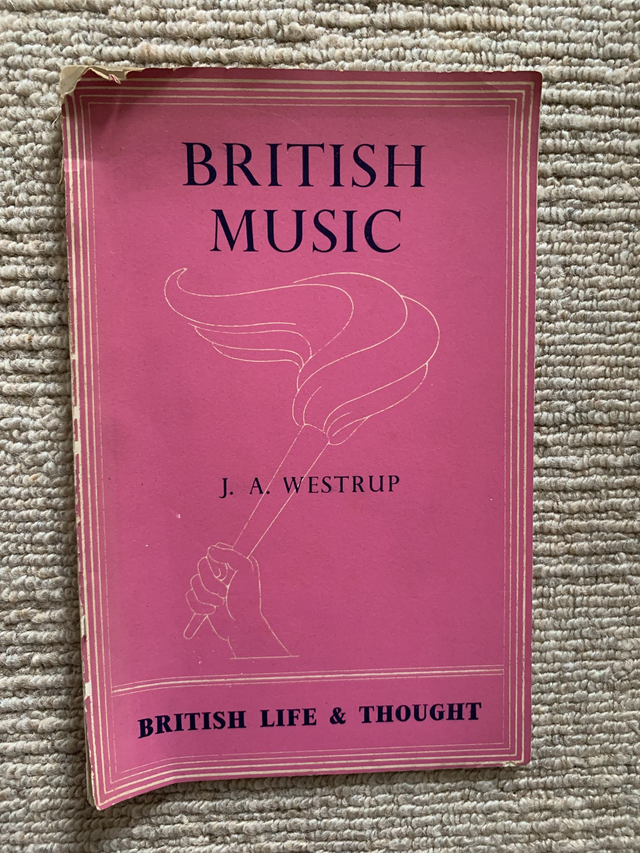 BRITISH
MUSIC
J. A. WESTRUP
BRITISH LIFE & THOUGHT